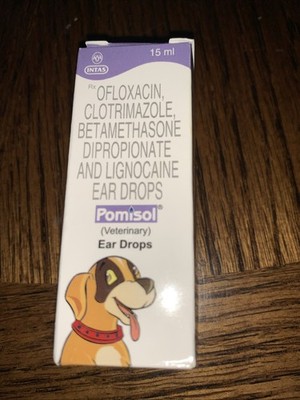 15 ml
INTAS
Rx
OFLOXACIN,
CLOTRIMAZOLE,
BETAMETHASONE
DIPROPIONATE
AND LIGNOCAINE
EAR DROPS
Pomisol®
(Veterinary)
Ear Drops